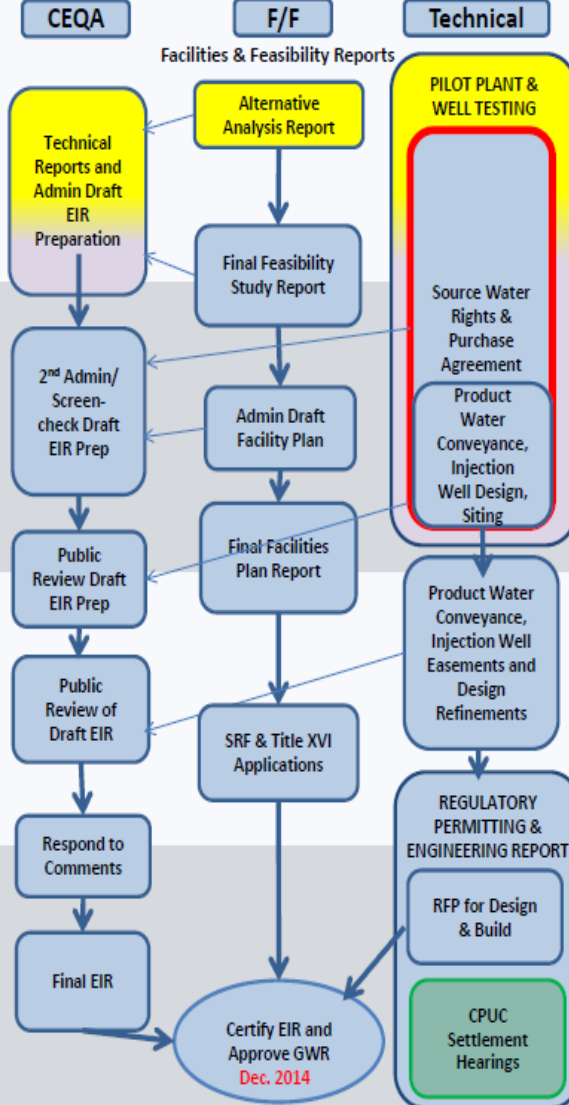 CEQA
F/F
Technical
Facilities & Feasibility Reports
Technical
Reports and
Admin Draft
EIR
Preparation
2nd Admin/
Screen-
check Draft
EIR Prep
Public
Review Draft
EIR Prep
Public
Review of
Draft EIR
Respond to
Comments
Final EIR
Alternative
Analysis Report
Final Feasibility
Study Report
Admin Draft
Facility Plan
Final Facilities
Plan Report
SRF & Title XVI
Applications
Certify EIR and
Approve GWR
Dec. 2014
PILOT PLANT &
WELL TESTING
Source Water
Rights &
Purchase
Agreement
Product
Water
Conveyance,
Injection
Well Design,
Siting
Product Water
Conveyance,
Injection Well
Easements and
Design
Refinements
REGULATORY
PERMITTING &
ENGINEERING REPORT
RFP for Design
& Build
CPUC
Settlement
Hearings